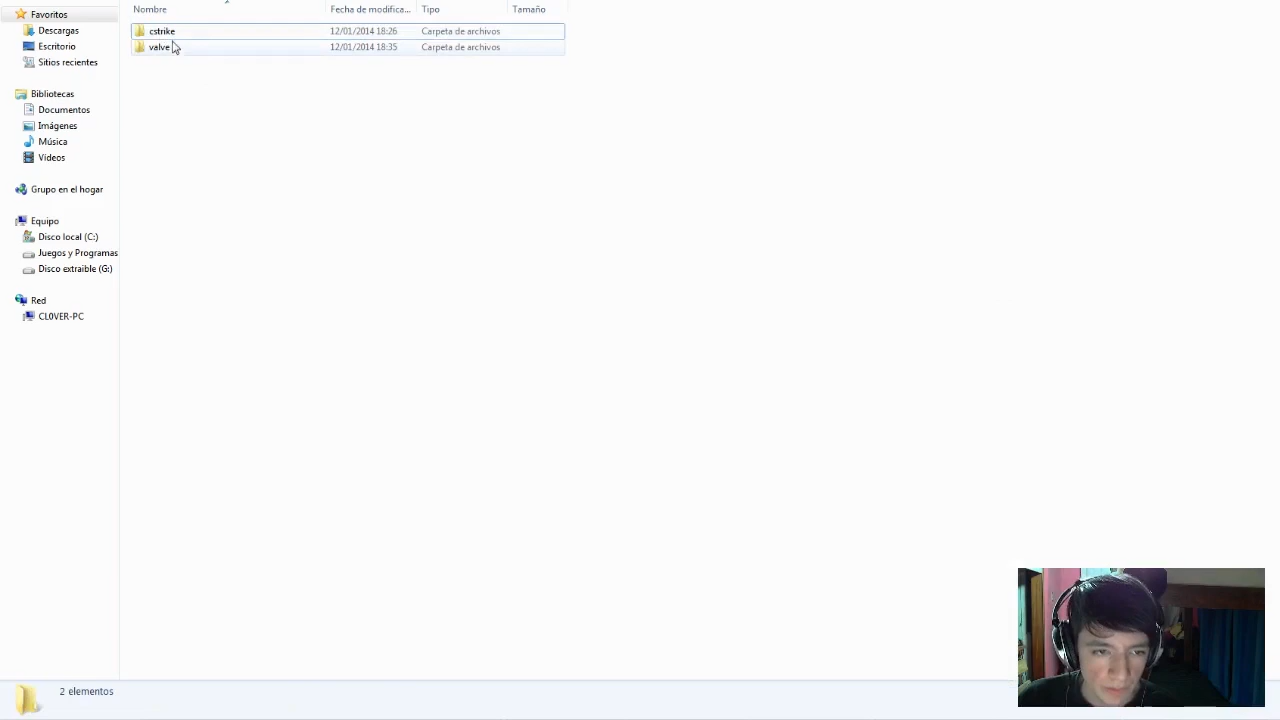 Nombre Fecha de modifica... Tipo Tamaño
cstrike 12/01/2014 18:26 Carpeta de archivos
valve 12/01/2014 18:35 Carpeta de archivos
Favoritos
Descargas
Escritorio
Sitios recientes
Bibliotecas
Documentos
Imágenes
Música
Vídeos
Grupo en el hogar
Equipo
Disco local (C:)
Juegos y Programas
Disco extraíble (G:)
Red
CL0VER-PC
2 elementos